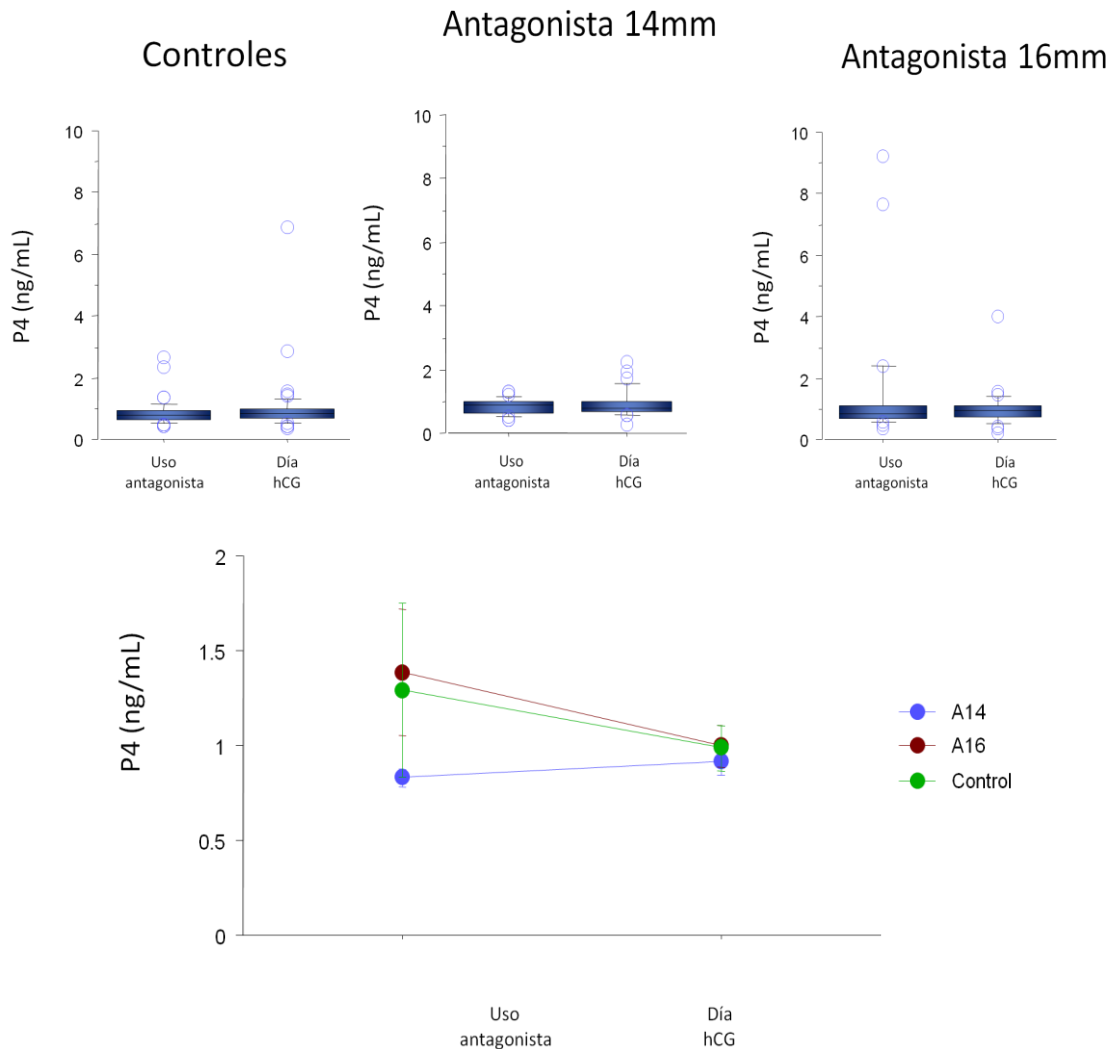 Controles
Antagonista 14mm
Antagonista 16mm
P4 (ng/mL)
10
8
6
4
2
0
Uso
antagonista
Día
hCG
P4 (ng/mL)
10
8
6
4
2
0
Uso
antagonista
Día
hCG
P4 (ng/mL)
10
8
6
4
2
0
Uso
antagonista
Día
hCG
P4 (ng/mL)
2
1.5
1
0.5
0
Uso
antagonista
Día
hCG
A14
A16
Control